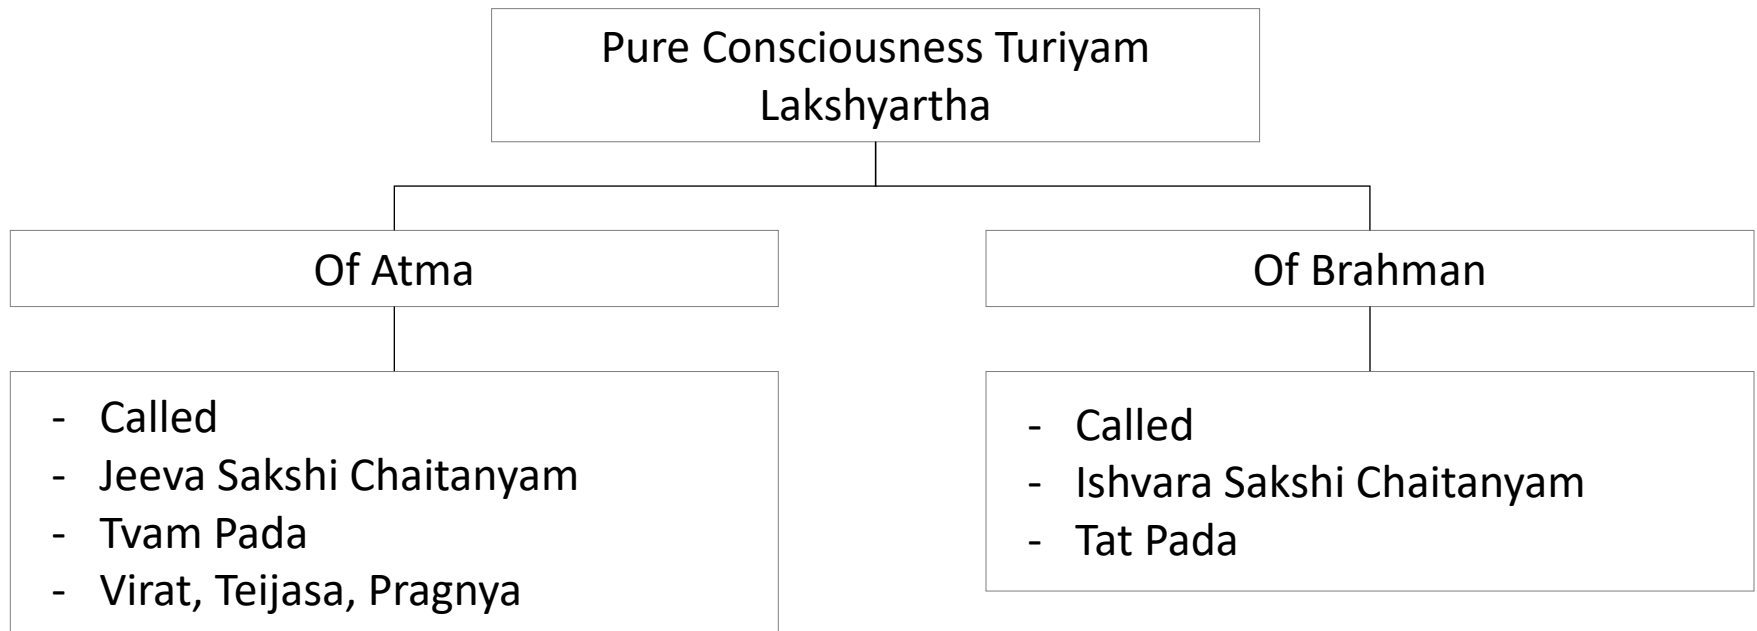 Pure Consciousness Turiyam
Lakshyartha
Of Atma
Of Brahman
- Called
- Jeeva Sakshi Chaitanyam
- Tvam Pada
- Virat, Teijasa, Pragnya
- Called
- Ishvara Sakshi Chaitanyam
- Tat Pada